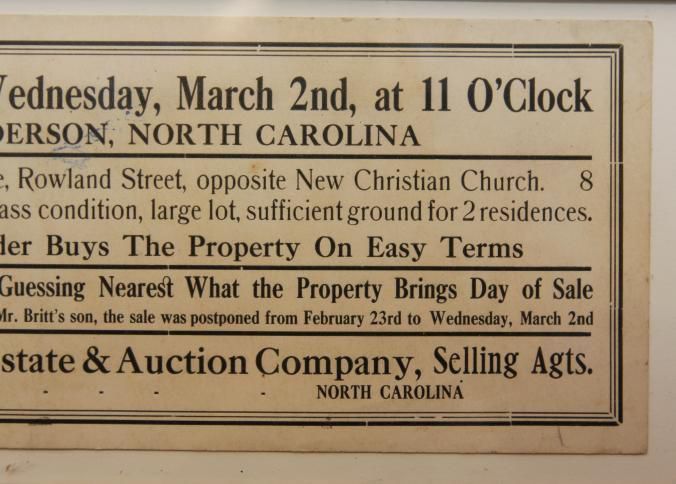 Wednesday, March 2nd, at 11 O'Clock
DERSON, NORTH CAROLINA
e, Rowland Street, opposite New Christian Church. 8
ass condition, large lot, sufficient ground for 2 residences.
der Buys The Property On Easy Terms
Guessing Nearest What the Property Brings Day of Sale
Mr. Britt's son, the sale was postponed from February 23rd to Wednesday, March 2nd
state & Auction Company, Selling Agts.
- - - - NORTH CAROLINA